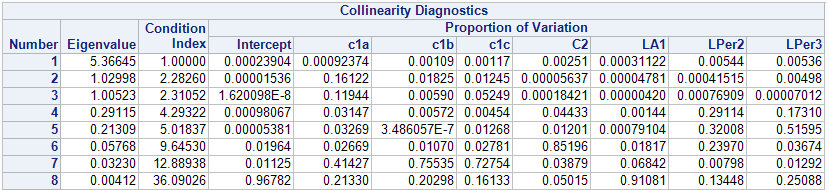 Collinearity Diagnostics
Number Eigenvalue Condition Index Proportion of Variation
Intercept c1a c1b c1c C2 LA1 LPer2 LPer3
1 5.36645 1.00000 0.00023904 0.00092374 0.00109 0.00117 0.00251 0.00031122 0.00544 0.00536
2 1.02998 2.28260 0.00001536 0.16122 0.01825 0.01245 0.00005637 0.00004781 0.00041515 0.00498
3 1.00523 2.31052 1.620098E-8 0.11944 0.00590 0.05249 0.00018421 0.00000420 0.00076909 0.00007012
4 0.29115 4.29322 0.00098067 0.03147 0.00572 0.00454 0.04433 0.00144 0.29114 0.17310
5 0.21309 5.01837 0.00005381 0.03269 3.486057E-7 0.01268 0.01201 0.00079104 0.32008 0.51595
6 0.05768 9.64530 0.01964 0.02669 0.01070 0.02781 0.85196 0.01817 0.23970 0.03674
7 0.03230 12.88938 0.01125 0.41427 0.75535 0.72754 0.03879 0.06842 0.00798 0.01292
8 0.00412 36.09026 0.96782 0.21330 0.20298 0.16133 0.05015 0.91081 0.13448 0.25088